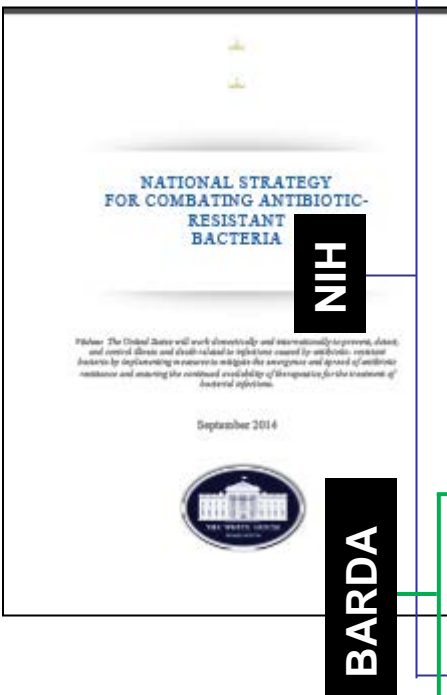 NATIONAL STRATEGY
FOR COMBATING ANTIBIOTIC-
RESISTANT
BACTERIA
NIH
Vision: The United States will work domestically and internationally to prevent, detect,
and control illness and death related to infections caused by antibiotic-resistant
bacteria by implementing measures to mitigate the emergence and spread of antibiotic
resistance and ensuring the continued availability of therapeutics for the treatment of
bacterial infections.
September 2014
THE WHITE HOUSE
BARDA